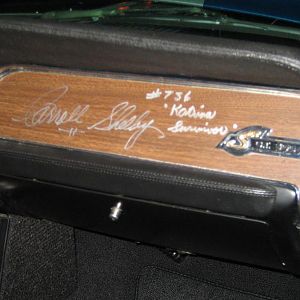 #736
Carroll Shelby
"Katrina
Survivor"